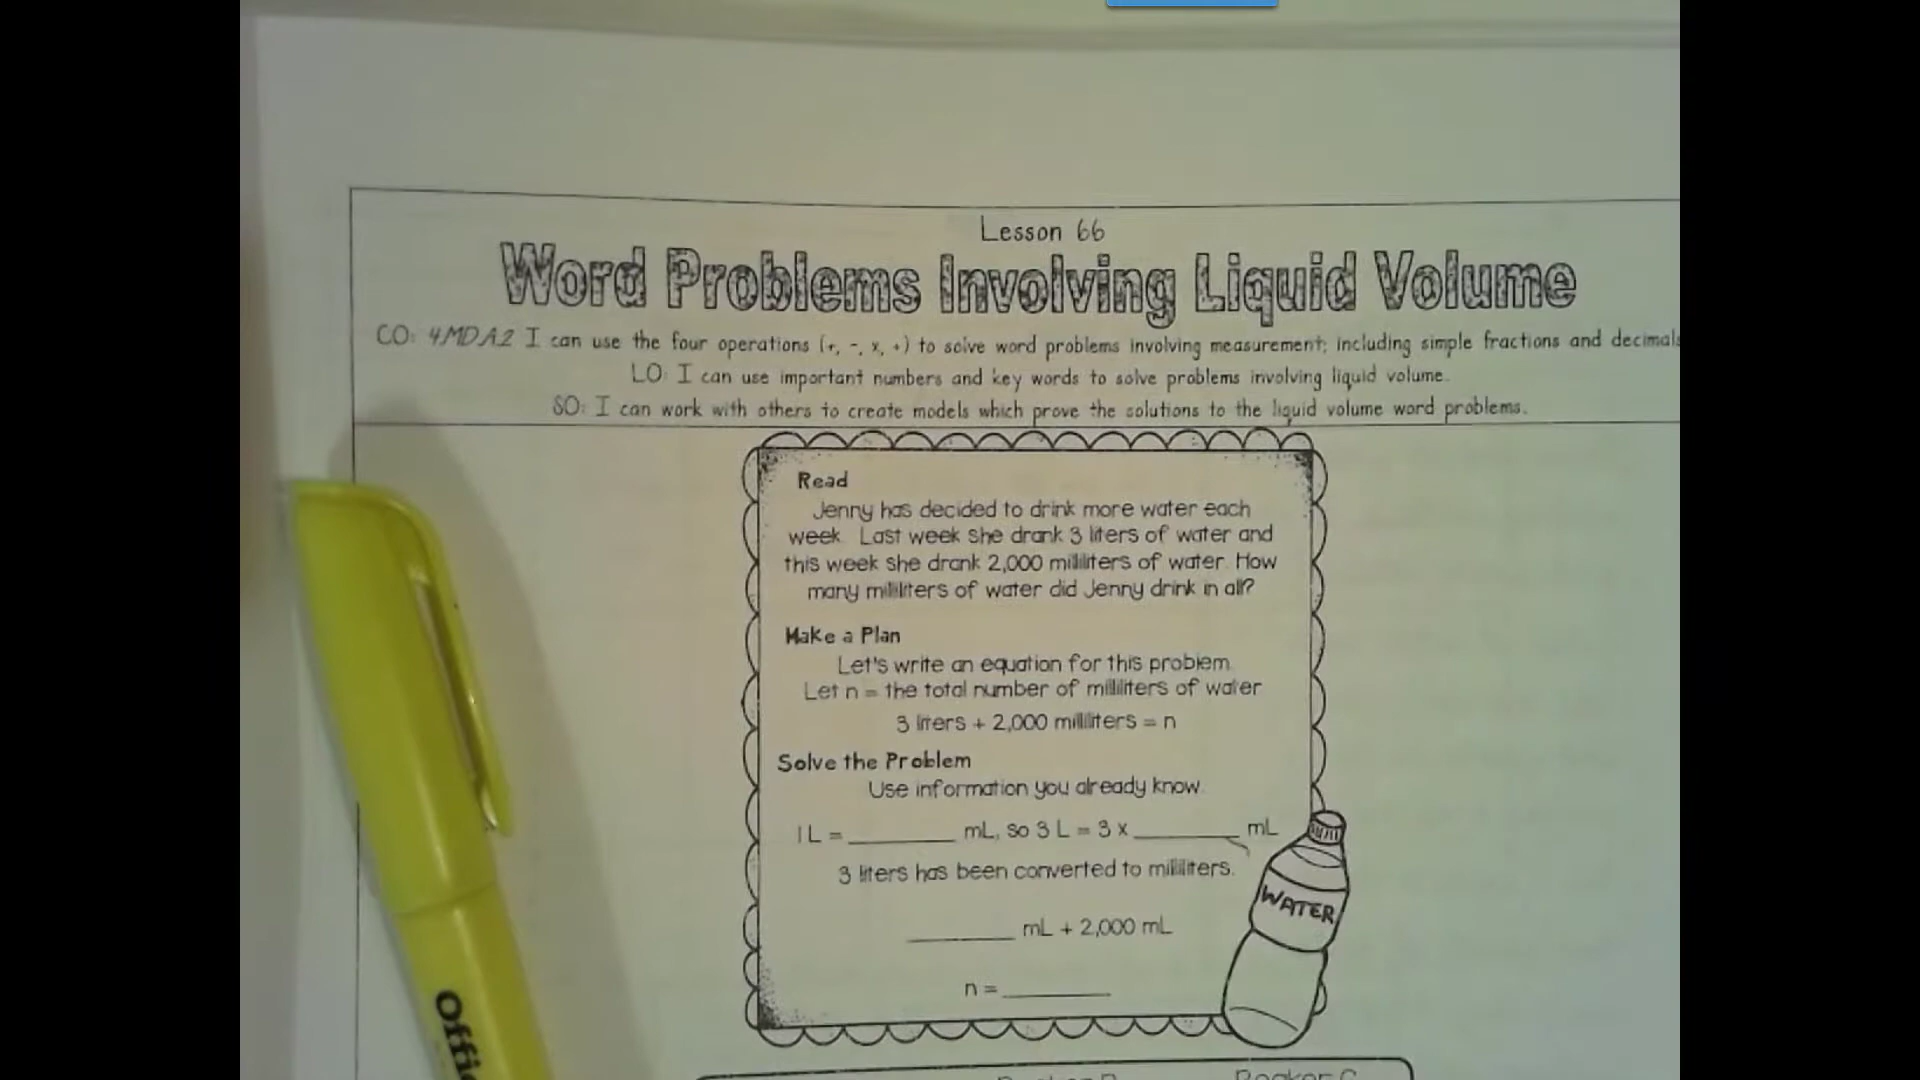 Lesson 66
Word Problems Involving Liquid Volume
CO: 4.MD.A.2 I can use the four operations (+, -, x, ÷) to solve word problems involving measurement; including simple fractions and decimals
LO: I can use important numbers and key words to solve problems involving liquid volume.
SO: I can work with others to create models which prove the solutions to the liquid volume word problems.
Read
Jenny has decided to drink more water each
week. Last week she drank 3 liters of water and
this week she drank 2,000 milliliters of water. How
many milliliters of water did Jenny drink in all?
Make a Plan
Let's write an equation for this problem.
Let n = the total number of milliliters of water
3 liters + 2,000 milliliters = n
Solve the Problem
Use information you already know.
1 L = ________ mL, so 3 L = 3 x ________ mL
3 liters has been converted to milliliters.
________ mL + 2,000 mL
n = ________
WATER
Offic